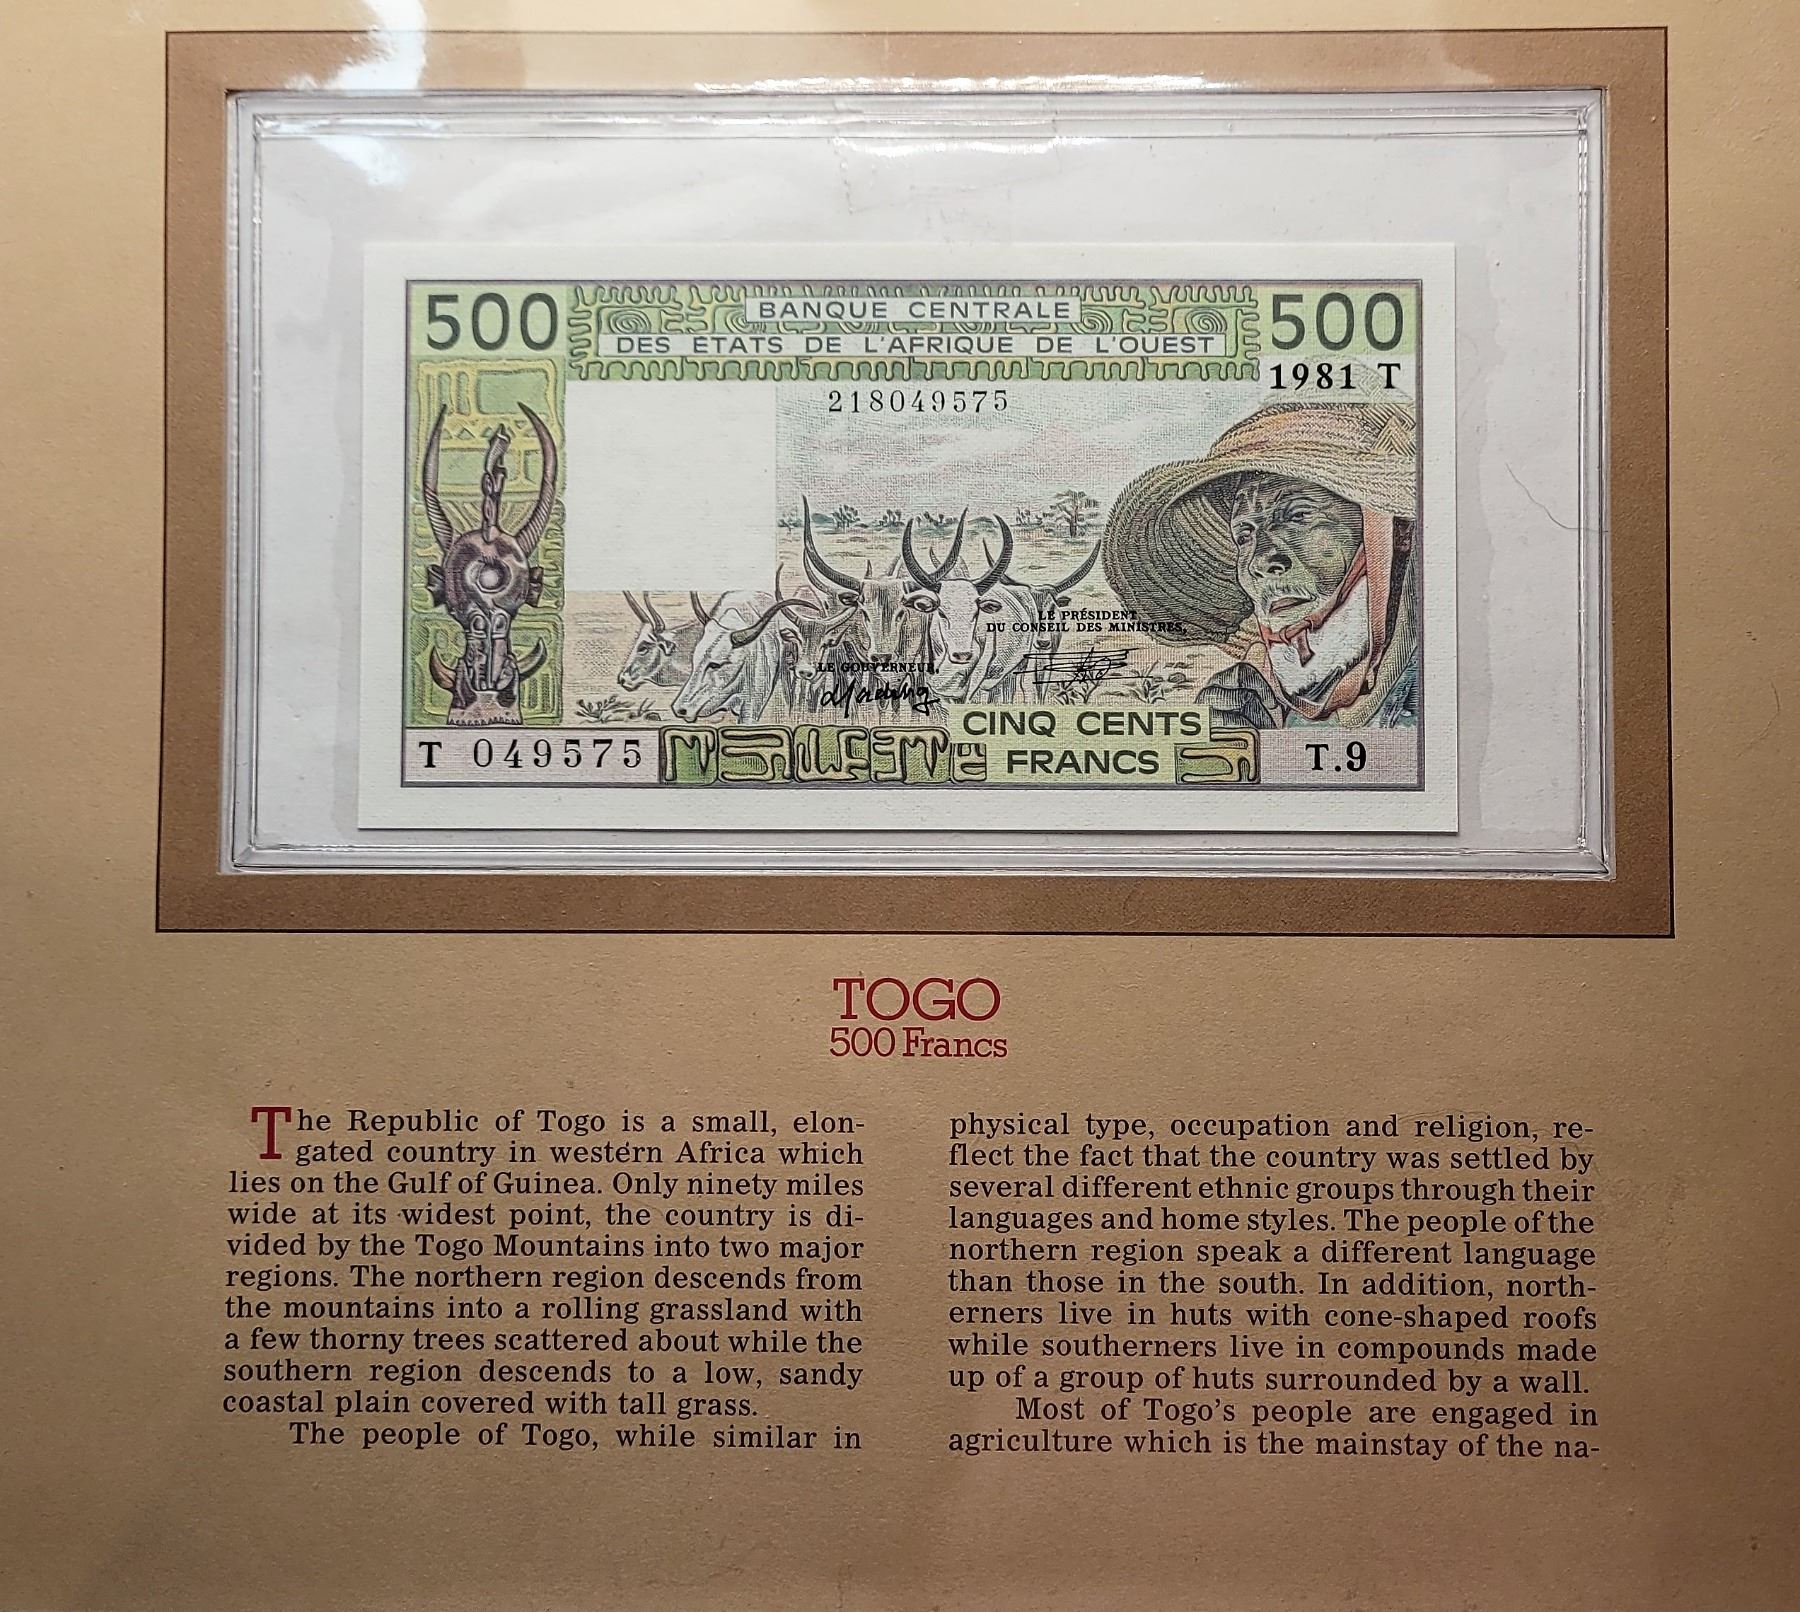 500
BANQUE CENTRALE
DES ETATS DE L'AFRIQUE DE L'OUEST
500
1981 T
218049575
LE PRÉSIDENT
DU CONSEIL DES MINISTRES,
LE GOUVERNEUR,
CINQ CENTS
FRANCS
T 049575
T.9
TOGO
500 Francs
The Republic of Togo is a small, elon-
gated country in western Africa which
lies on the Gulf of Guinea. Only ninety miles
wide at its widest point, the country is di-
vided by the Togo Mountains into two major
regions. The northern region descends from
the mountains into a rolling grassland with
a few thorny trees scattered about while the
southern region descends to a low, sandy
coastal plain covered with tall grass.
The people of Togo, while similar in
physical type, occupation and religion, re-
flect the fact that the country was settled by
several different ethnic groups through their
languages and home styles. The people of the
northern region speak a different language
than those in the south. In addition, north-
erners live in huts with cone-shaped roofs
while southerners live in compounds made
up of a group of huts surrounded by a wall.
Most of Togo's people are engaged in
agriculture which is the mainstay of the na-